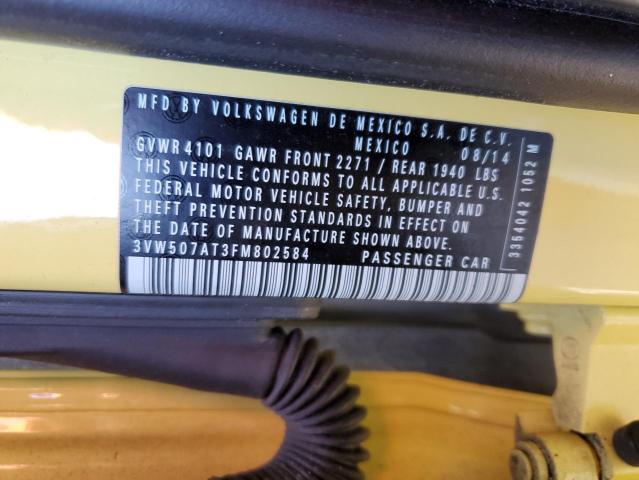 MFD BY VOLKSWAGEN DE MEXICO S.A. DE C.V.
MEXICO 08/14
GVWR 4101 GAWR FRONT 2271 / REAR 1940 LBS
THIS VEHICLE CONFORMS TO ALL APPLICABLE U.S.
FEDERAL MOTOR VEHICLE SAFETY, BUMPER AND
THEFT PREVENTION STANDARDS IN EFFECT ON
THE DATE OF MANUFACTURE SHOWN ABOVE.
3VW507AT3FM802584 PASSENGER CAR
3354042 1052 M